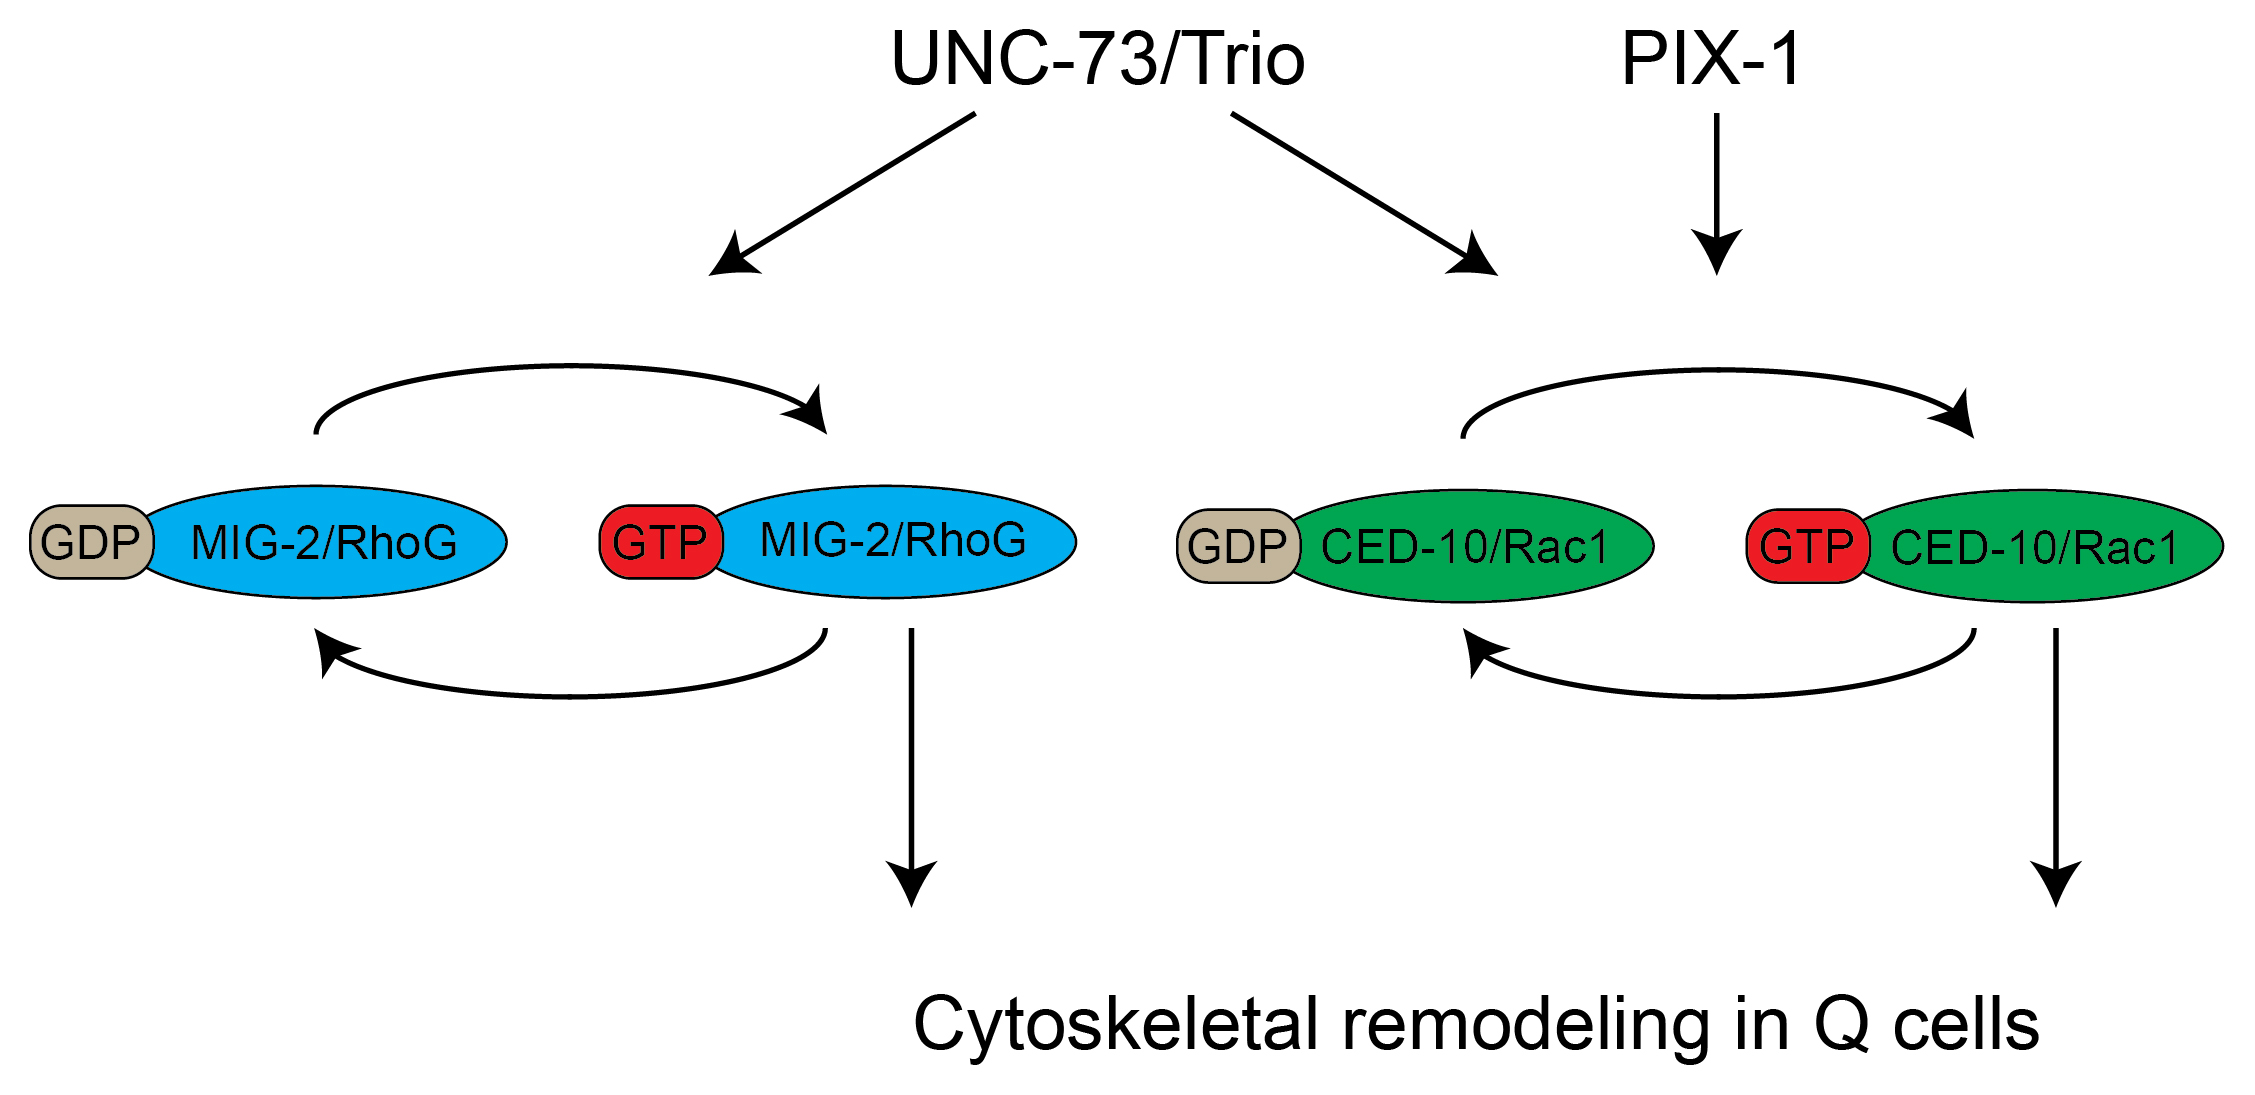 UNC-73/Trio
PIX-1
GDP
MIG-2/RhoG
GTP
MIG-2/RhoG
GDP
CED-10/Rac1
GTP
CED-10/Rac1
Cytoskeletal remodeling in Q cells